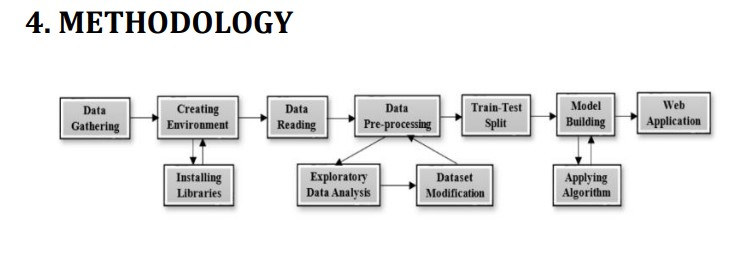 4. METHODOLOGY
Data
Gathering
Creating
Environment
Data
Reading
Data
Pre-processing
Train-Test
Split
Model
Building
Web
Application
Installing
Libraries
Exploratory
Data Analysis
Dataset
Modification
Applying
Algorithm